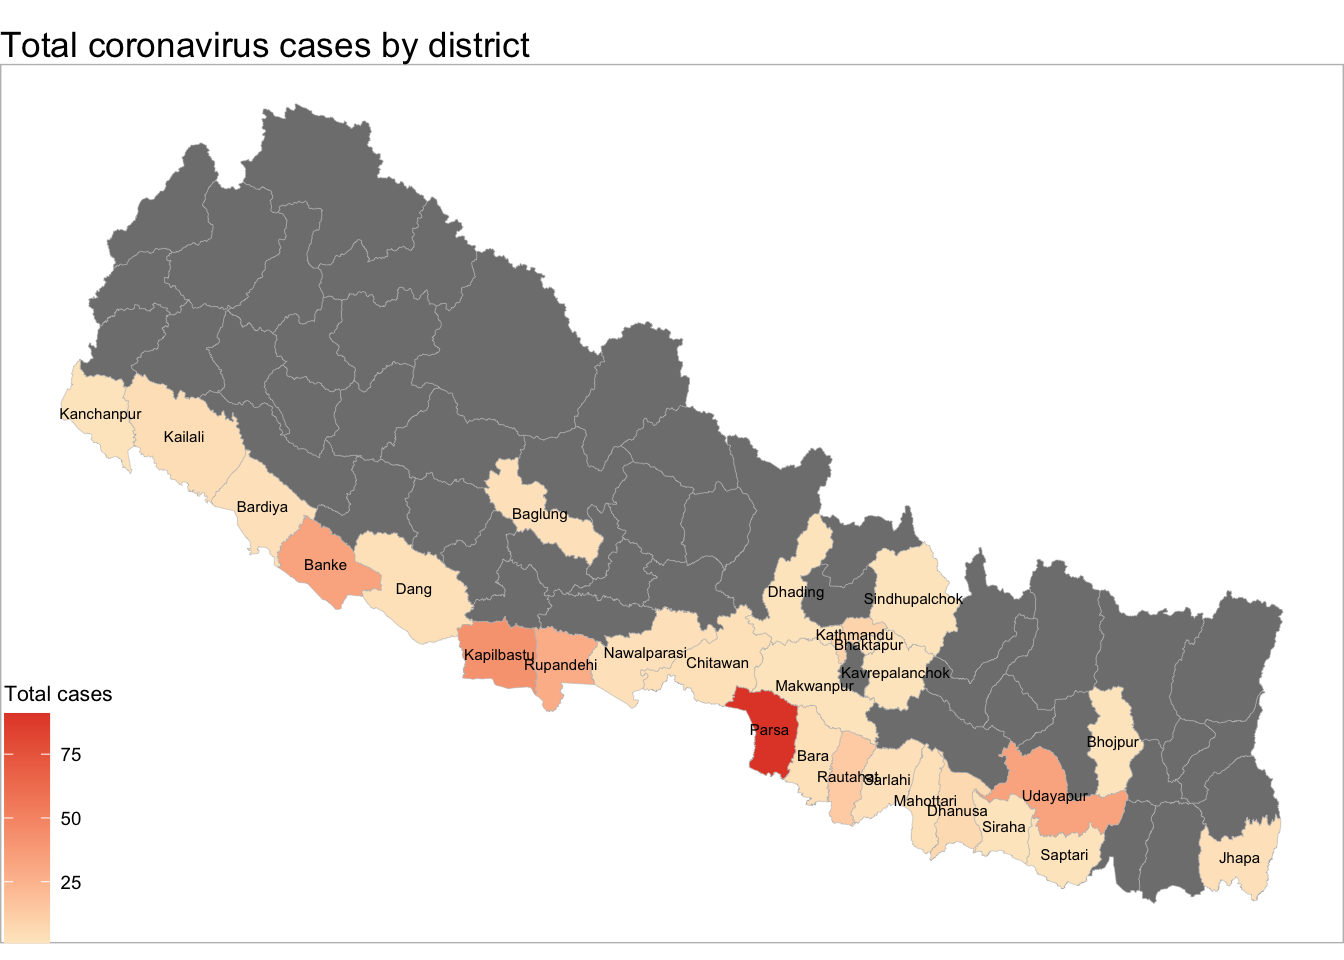 Total coronavirus cases by district
Kanchanpur
Kailali
Bardiya
Baglung
Banke
Dang
Dhading
Sindhupalchok
Kathmandu
Bhaktapur
Kapilbastu
Rupandehi
Nawalparasi
Chitawan
Kavrepalanchok
Makwanpur
Parsa
Bhojpur
Bara
Rautahat
Sarlahi
Udayapur
Mahottari
Dhanusa
Siraha
Saptari
Jhapa
Total cases
75
50
25